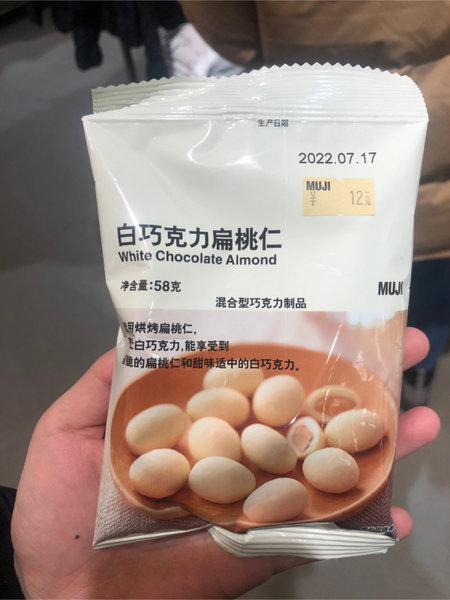 生产日期
2022.07.17
MUJI
12元
白巧克力扁桃仁
White Chocolate Almond
净含量:58克
MUJI
混合型巧克力制品
用烘烤扁桃仁,
白巧克力,能享受到
脆的扁桃仁和甜味适中的白巧克力。